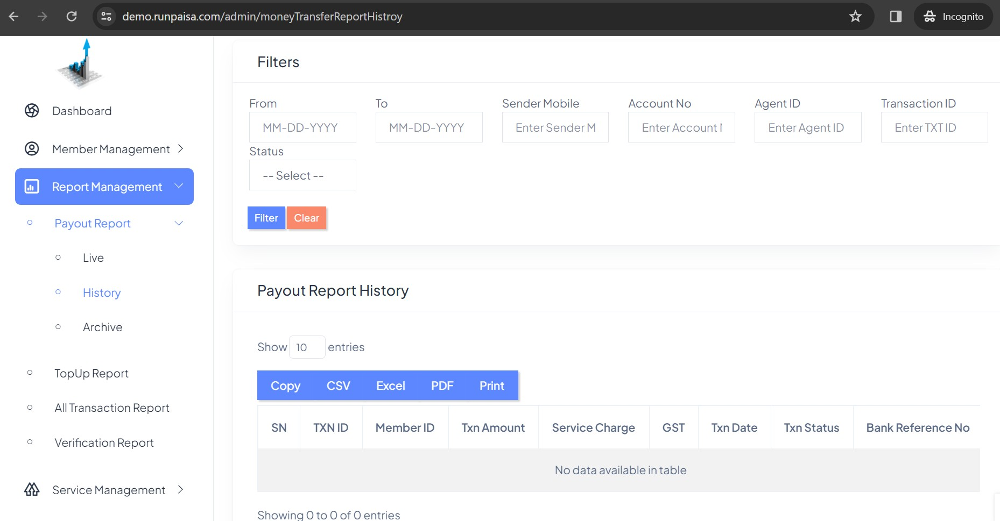 demo.runpaisa.com/admin/moneyTransferReportHistroy
Incognito
Dashboard
Member Management
Report Management
Payout Report
Live
History
Archive
TopUp Report
All Transaction Report
Verification Report
Service Management
Filters
From To Sender Mobile Account No Agent ID Transaction ID
MM-DD-YYYY MM-DD-YYYY Enter Sender M Enter Account Enter Agent ID Enter TXT ID
Status
-- Select --
Filter Clear
Payout Report History
Show 10 entries
Copy CSV Excel PDF Print
SN TXN ID Member ID Txn Amount Service Charge GST Txn Date Txn Status Bank Reference No
No data available in table
Showing 0 to 0 of 0 entries